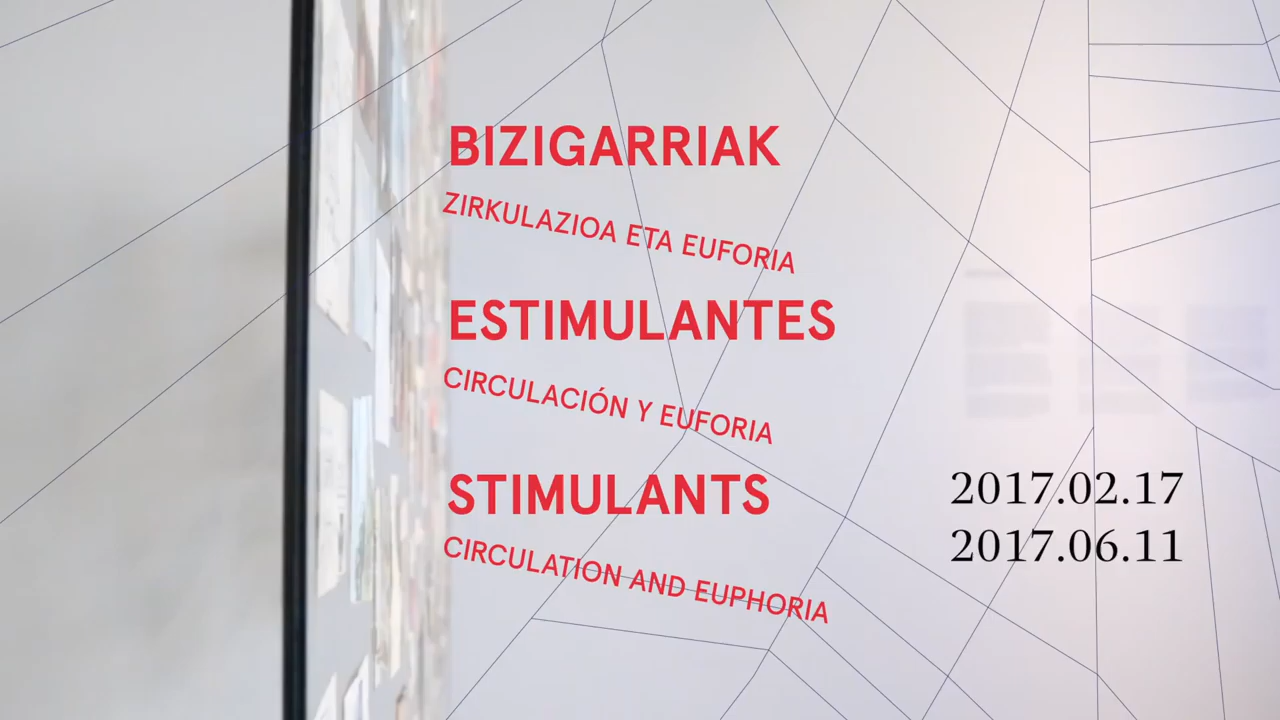 BIZIGARRIAK
ZIRKULAZIOA ETA EUFORIA
ESTIMULANTES
CIRCULACIÓN Y EUFORIA
STIMULANTS
CIRCULATION AND EUPHORIA
2017.02.17
2017.06.11